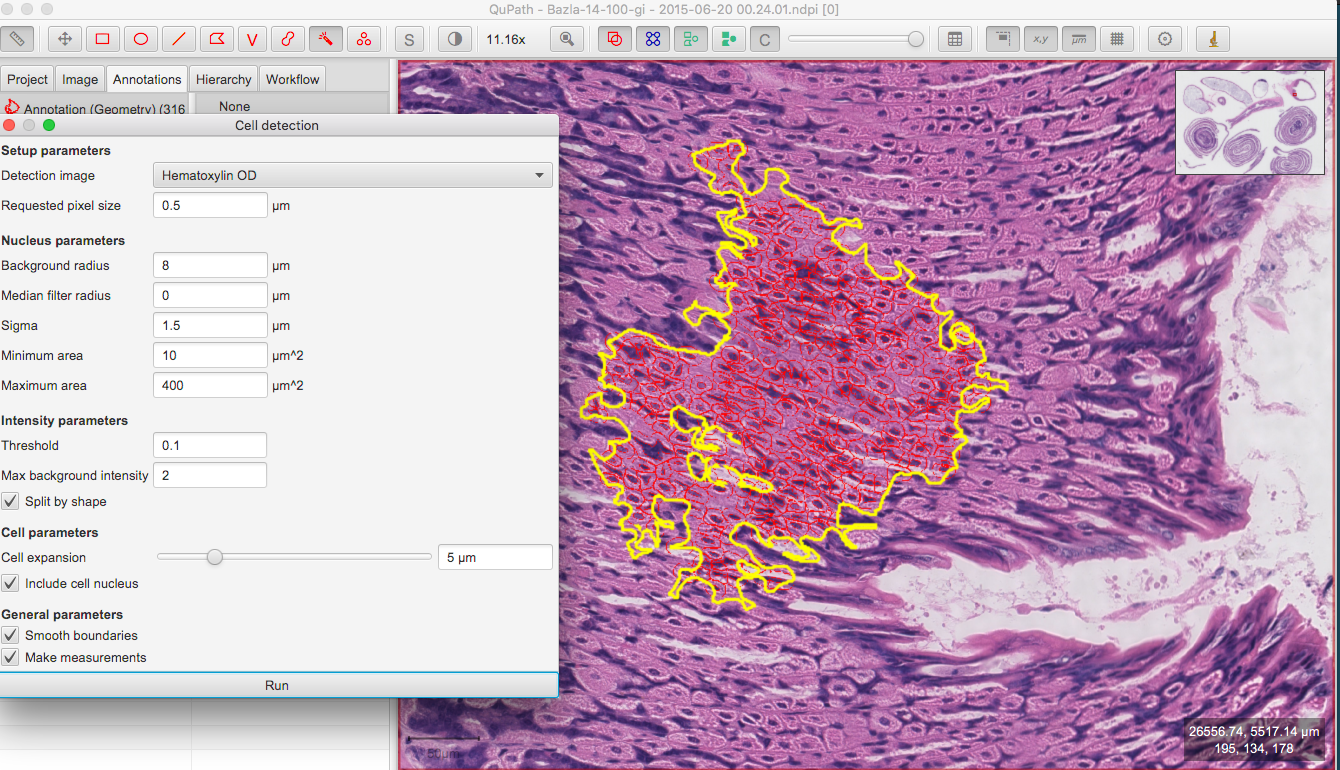 QuPath - Bazla-14-100-gi - 2015-06-20 00.24.01.ndpi [0]
V
S
11.16x
C
x,y
μm
Project Image Annotations Hierarchy Workflow
Annotation (Geometry) (316
None
Cell detection
Setup parameters
Detection image Hematoxylin OD
Requested pixel size 0.5 μm
Nucleus parameters
Background radius 8 μm
Median filter radius 0 μm
Sigma 1.5 μm
Minimum area 10 μm^2
Maximum area 400 μm^2
Intensity parameters
Threshold 0.1
Max background intensity 2
Split by shape
Cell parameters
Cell expansion 5 μm
Include cell nucleus
General parameters
Smooth boundaries
Make measurements
Run
50μm
26556.74, 5517.14 μm
195, 134, 178